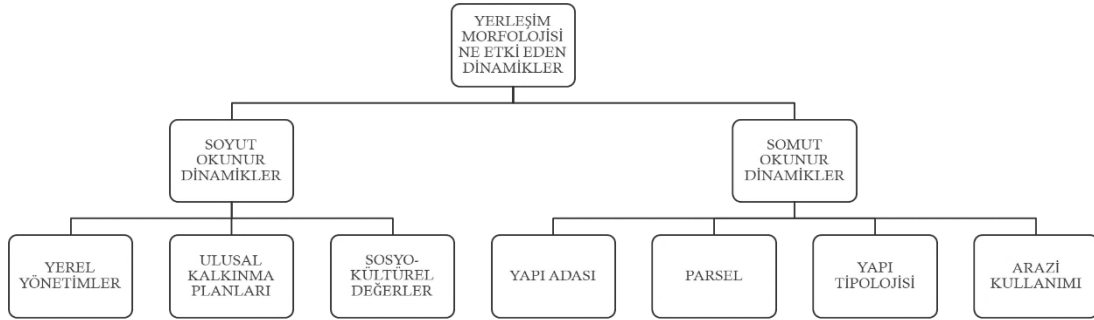 YERLEŞİM
MORFOLOJİSİ
NE ETKİ EDEN
DİNAMİKLER
SOYUT
OKUNUR
DİNAMİKLER
SOMUT
OKUNUR
DİNAMİKLER
YEREL
YÖNETİMLER
ULUSAL
KALKINMA
PLANLARI
SOSYO-
KÜLTÜREL
DEĞERLER
YAPI ADASI
PARSEL
YAPI
TİPOLOJİSİ
ARAZİ
KULLANIMI